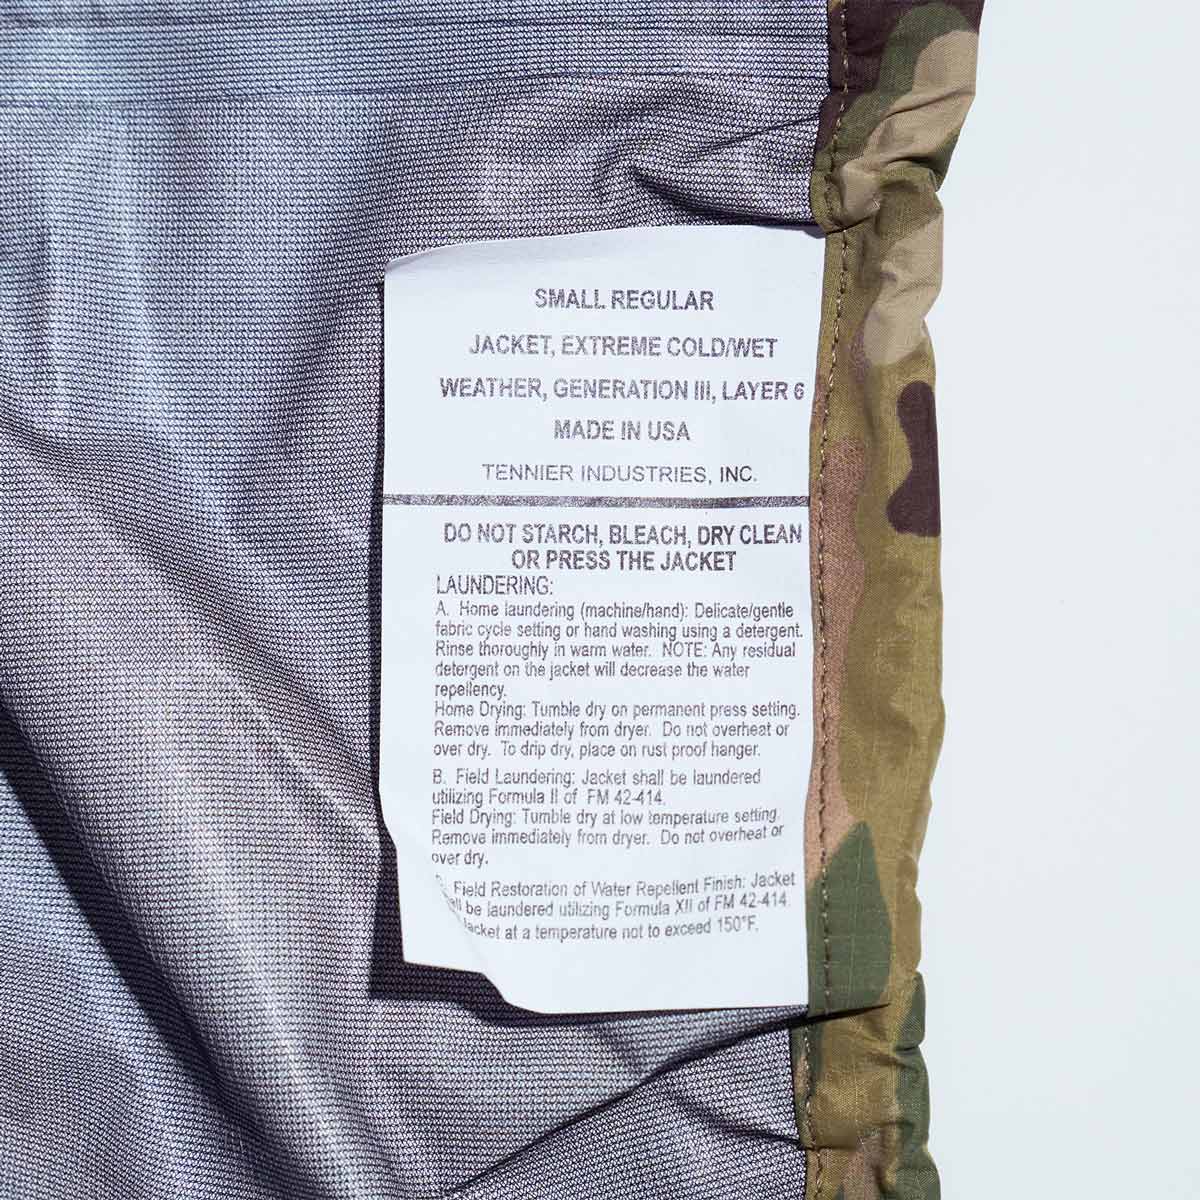 SMALL REGULAR
JACKET, EXTREME COLD/WET
WEATHER, GENERATION III, LAYER 6
MADE IN USA
TENNIER INDUSTRIES, INC.
DO NOT STARCH, BLEACH, DRY CLEAN
OR PRESS THE JACKET
LAUNDERING:
A. Home laundering (machine/hand): Delicate/gentle
fabric cycle setting or hand washing using a detergent.
Rinse thoroughly in warm water. NOTE: Any residual
detergent on the jacket will decrease the water
repellency.
Home Drying: Tumble dry on permanent press setting.
Remove immediately from dryer. Do not overheat or
over dry. To drip dry, place on rust proof hanger.
B. Field Laundering: Jacket shall be laundered
utilizing Formula II of FM 42-414.
Field Drying: Tumble dry at low temperature setting.
Remove immediately from dryer. Do not overheat or
over dry.
Field Restoration of Water Repellent Finish: Jacket
be laundered utilizing Formula XII of FM 42-414.
jacket at a temperature not to exceed 150°F.